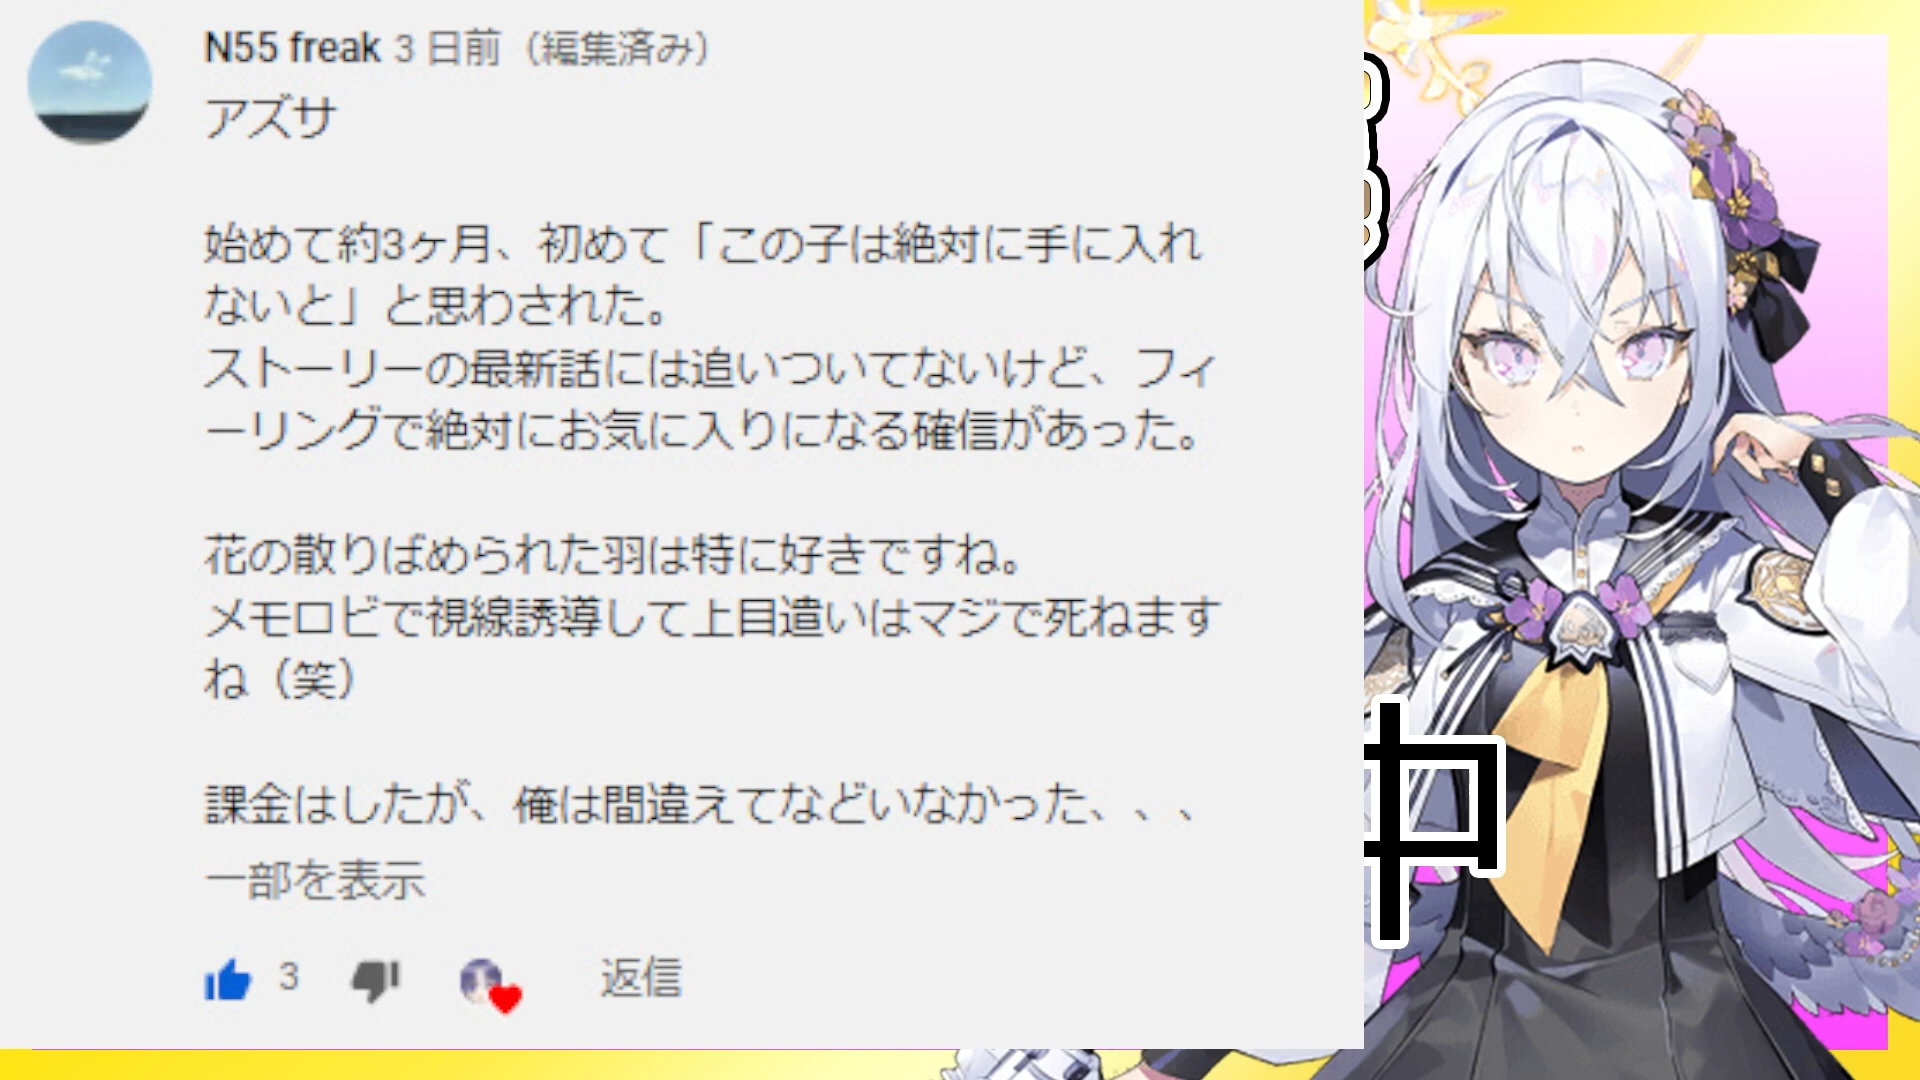 N55 freak 3 日前（編集済み）
アズサ
始めて約3ヶ月、初めて「この子は絶対に手に入れ
ないと」と思わされた。
ストーリーの最新話には追いついてないけど、フィ
ーリングで絶対にお気に入りになる確信があった。
花の散りばめられた羽は特に好きですね。
メモロビで視線誘導して上目遣いはマジで死ねます
ね（笑）
課金はしたが、俺は間違えてなどいなかった、、、
一部を表示
3
返信
中